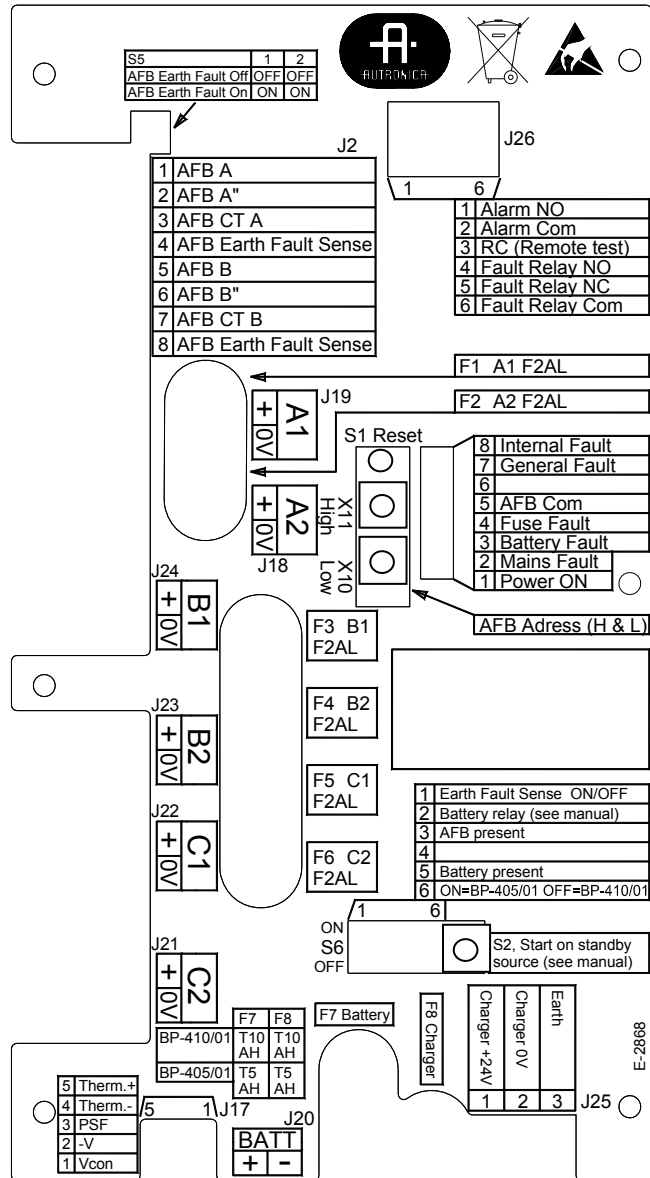 AUTRONICA
S5 1 2
AFB Earth Fault Off OFF OFF
AFB Earth Fault On ON ON
J2
1 AFB A
2 AFB A"
3 AFB CT A
4 AFB Earth Fault Sense
5 AFB B
6 AFB B"
7 AFB CT B
8 AFB Earth Fault Sense
J26
1 6
1 Alarm NO
2 Alarm Com
3 RC (Remote test)
4 Fault Relay NO
5 Fault Relay NC
6 Fault Relay Com
F1 A1 F2AL
F2 A2 F2AL
J19
+ 0V A1
+ 0V A2
J18
S1 Reset
X11 High
X10 Low
8 Internal Fault
7 General Fault
6
5 AFB Com
4 Fuse Fault
3 Battery Fault
2 Mains Fault
1 Power ON
AFB Adress (H & L)
J24
+ 0V B1
J23
+ 0V B2
J22
+ 0V C1
J21
+ 0V C2
F3 B1
F2AL
F4 B2
F2AL
F5 C1
F2AL
F6 C2
F2AL
1 Earth Fault Sense ON/OFF
2 Battery relay (see manual)
3 AFB present
4
5 Battery present
6 ON=BP-405/01 OFF=BP-410/01
1 6
ON
S6
OFF
S2, Start on standby
source (see manual)
F7 F8
BP-410/01 T10 AH T10 AH
BP-405/01 T5 AH T5 AH
F7 Battery
F8 Charger
Charger +24V
Charger 0V
Earth
1 2 3 J25
E-2868
5 Therm.+
4 Therm.-
3 PSF
2 -V
1 Vcon
5 1 J17
J20
BATT
+ -